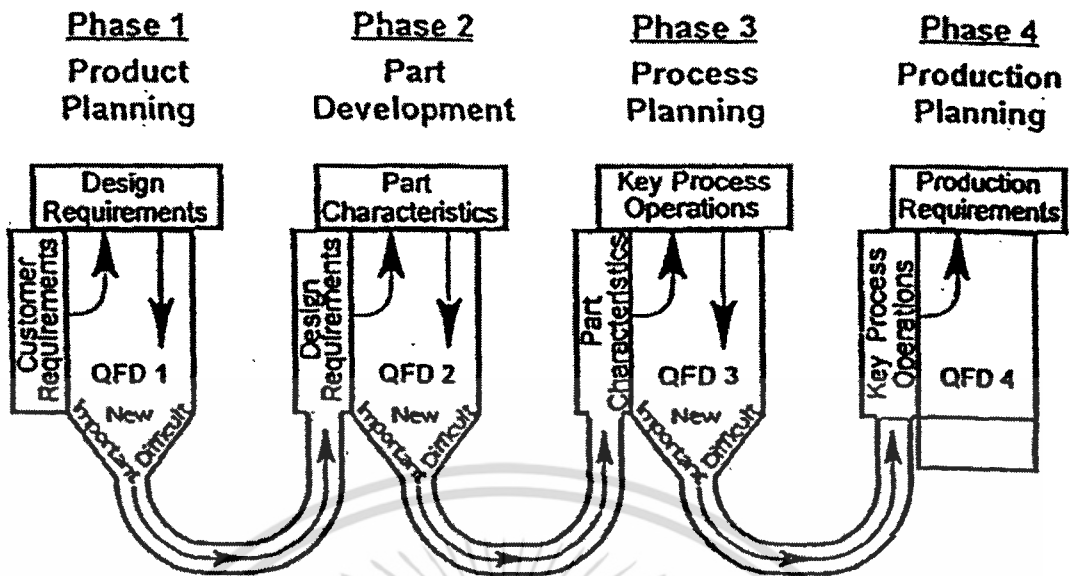 Phase 1
Product
Planning
Design
Requirements
Customer
Requirements
QFD 1
New
Important
Difficult
Phase 2
Part
Development
Part
Characteristics
Design
Requirements
QFD 2
New
Important
Difficult
Phase 3
Process
Planning
Key Process
Operations
Part
Characteristics
QFD 3
New
Important
Difficult
Phase 4
Production
Planning
Production
Requirements
Key Process
Operations
QFD 4